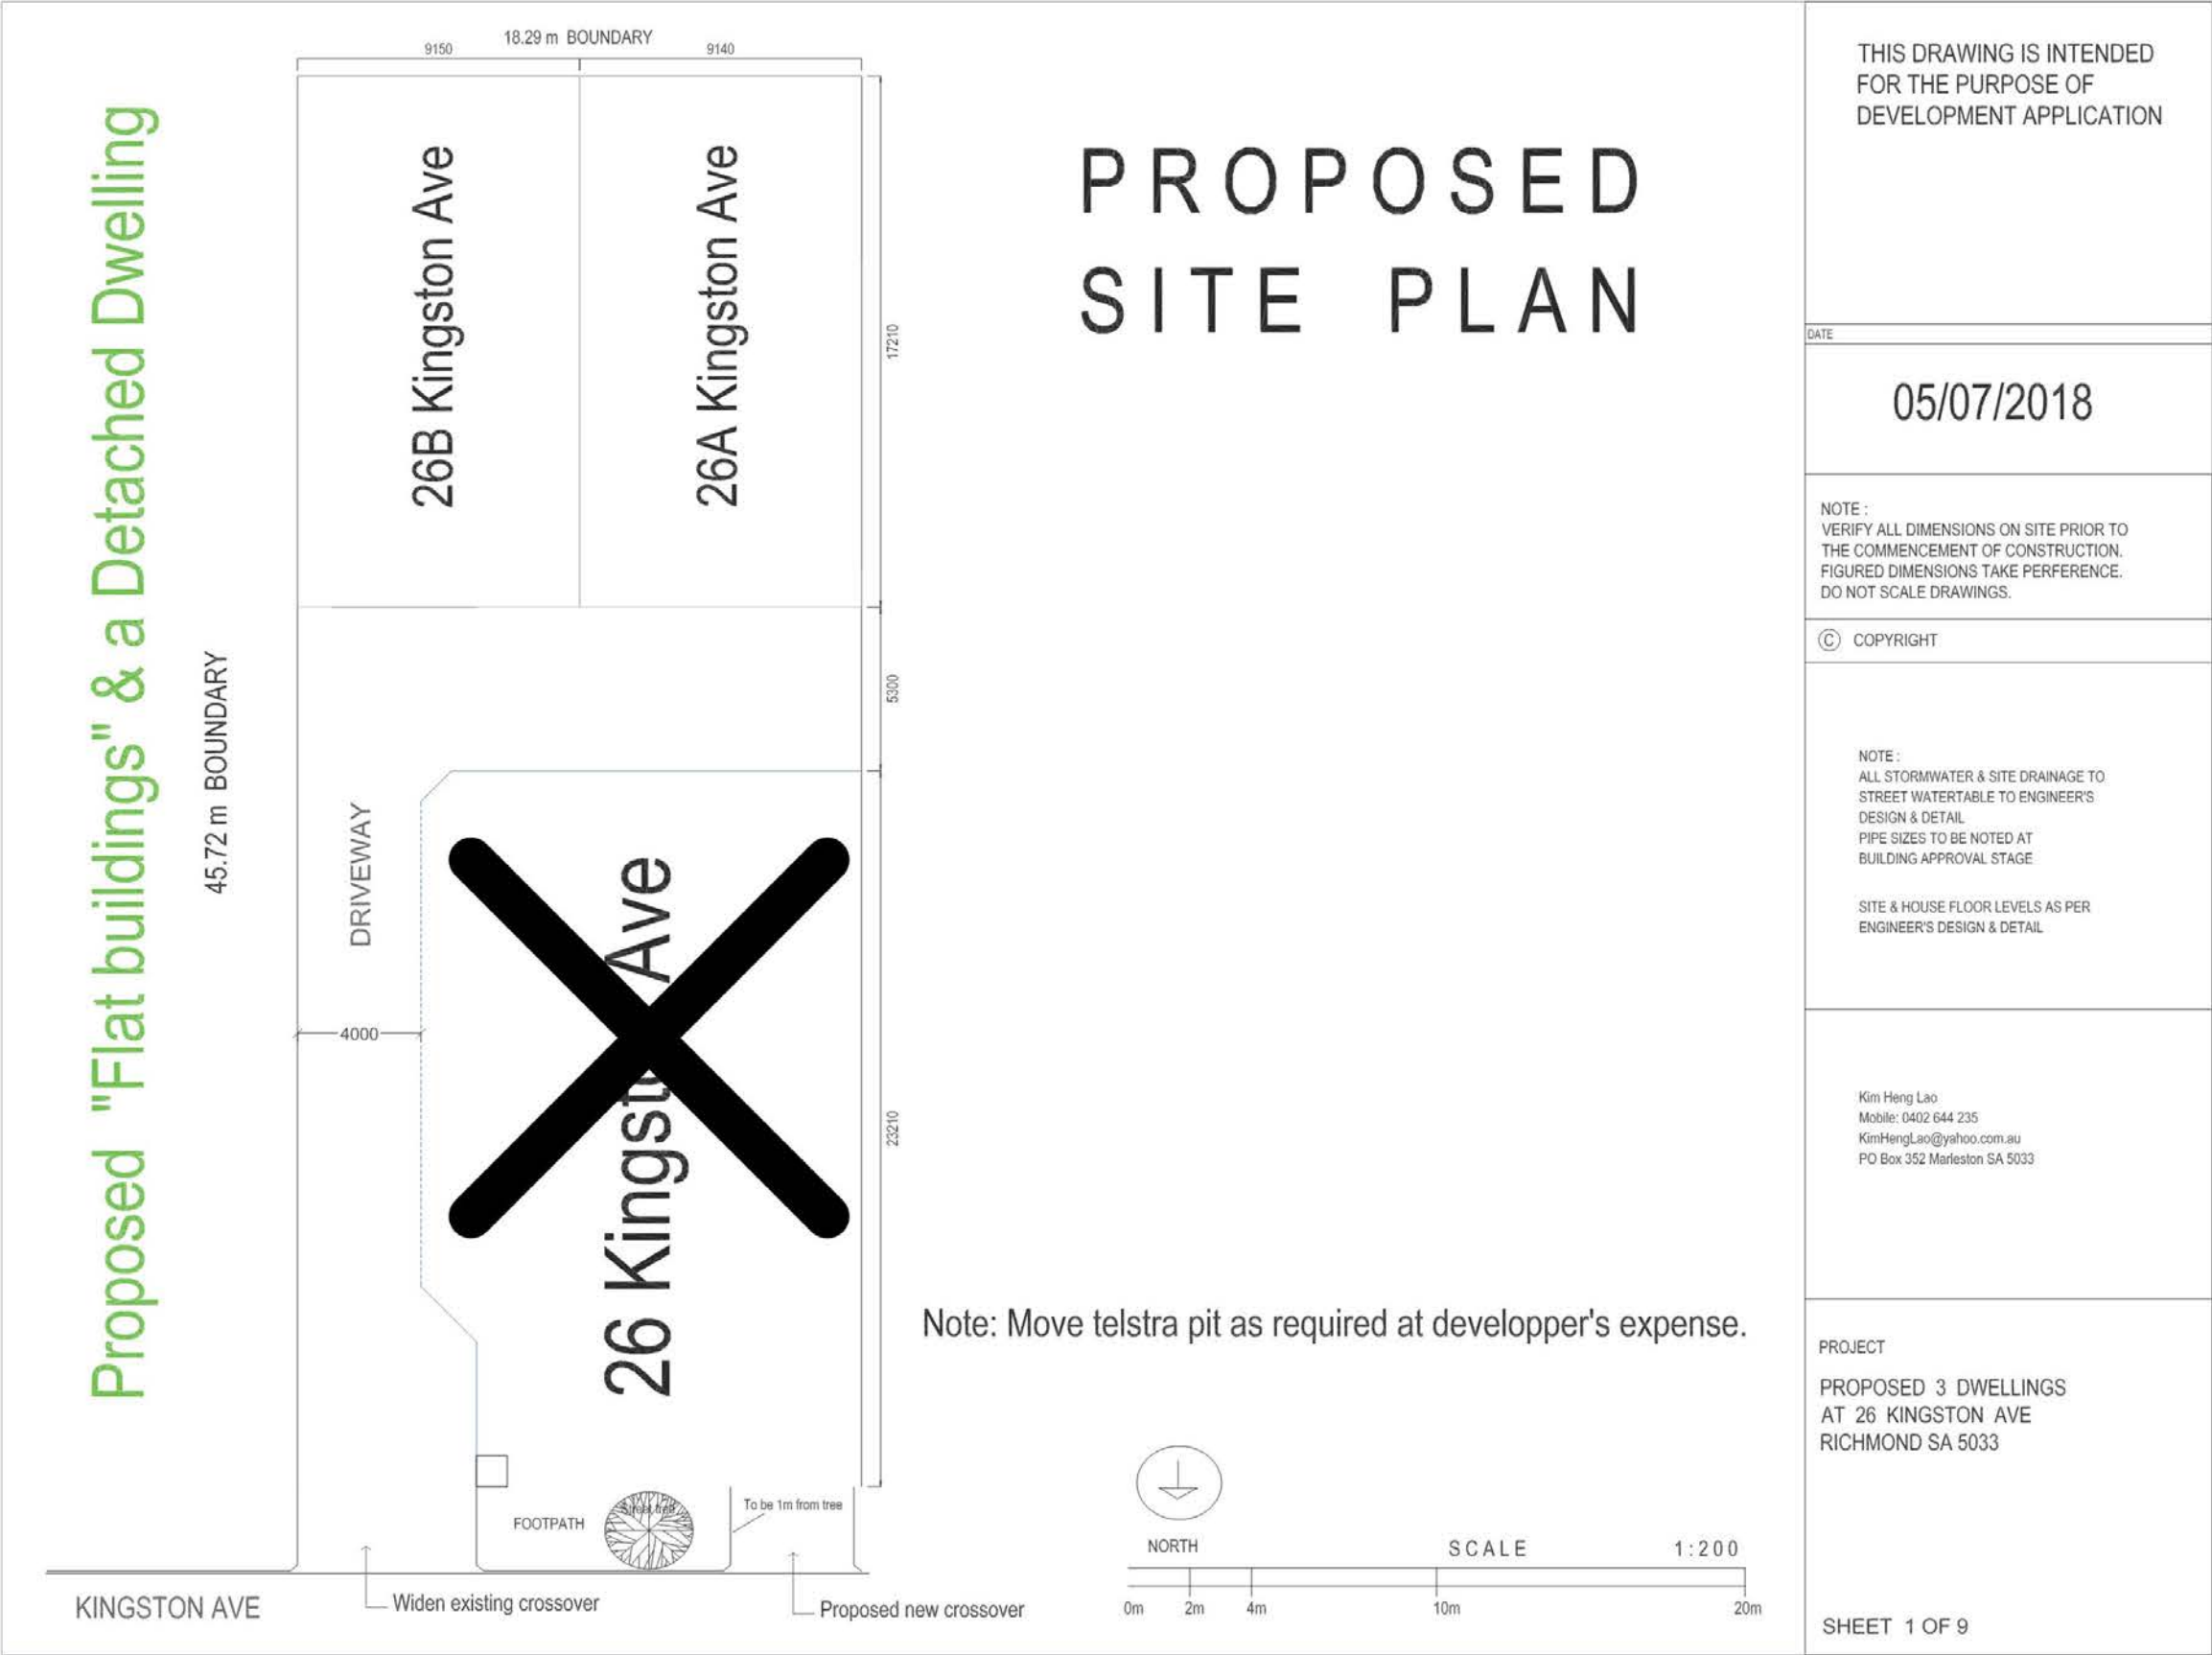 18.29 m BOUNDARY
9150
9140
Proposed "Flat buildings" & a Detached Dwelling
45.72 m BOUNDARY
26B Kingston Ave
26A Kingston Ave
17210
5300
23210
DRIVEWAY
4000
26 Ave
FOOTPATH
Street tree
To be 1m from tree
KINGSTON AVE
Widen existing crossover
Proposed new crossover
PROPOSED
SITE PLAN
Note: Move telstra pit as required at developper's expense.
NORTH
SCALE 1:200
0m 2m 4m 10m 20m
THIS DRAWING IS INTENDED
FOR THE PURPOSE OF
DEVELOPMENT APPLICATION
DATE
05/07/2018
NOTE :
VERIFY ALL DIMENSIONS ON SITE PRIOR TO
THE COMMENCEMENT OF CONSTRUCTION.
FIGURED DIMENSIONS TAKE PERFERENCE.
DO NOT SCALE DRAWINGS.
© COPYRIGHT
NOTE :
ALL STORMWATER & SITE DRAINAGE TO
STREET WATERTABLE TO ENGINEER'S
DESIGN & DETAIL
PIPE SIZES TO BE NOTED AT
BUILDING APPROVAL STAGE
SITE & HOUSE FLOOR LEVELS AS PER
ENGINEER'S DESIGN & DETAIL
Kim Heng Lao
Mobile: 0402 644 235
KimHengLao@yahoo.com.au
PO Box 352 Marleston SA 5033
PROJECT
PROPOSED 3 DWELLINGS
AT 26 KINGSTON AVE
RICHMOND SA 5033
SHEET 1 OF 9